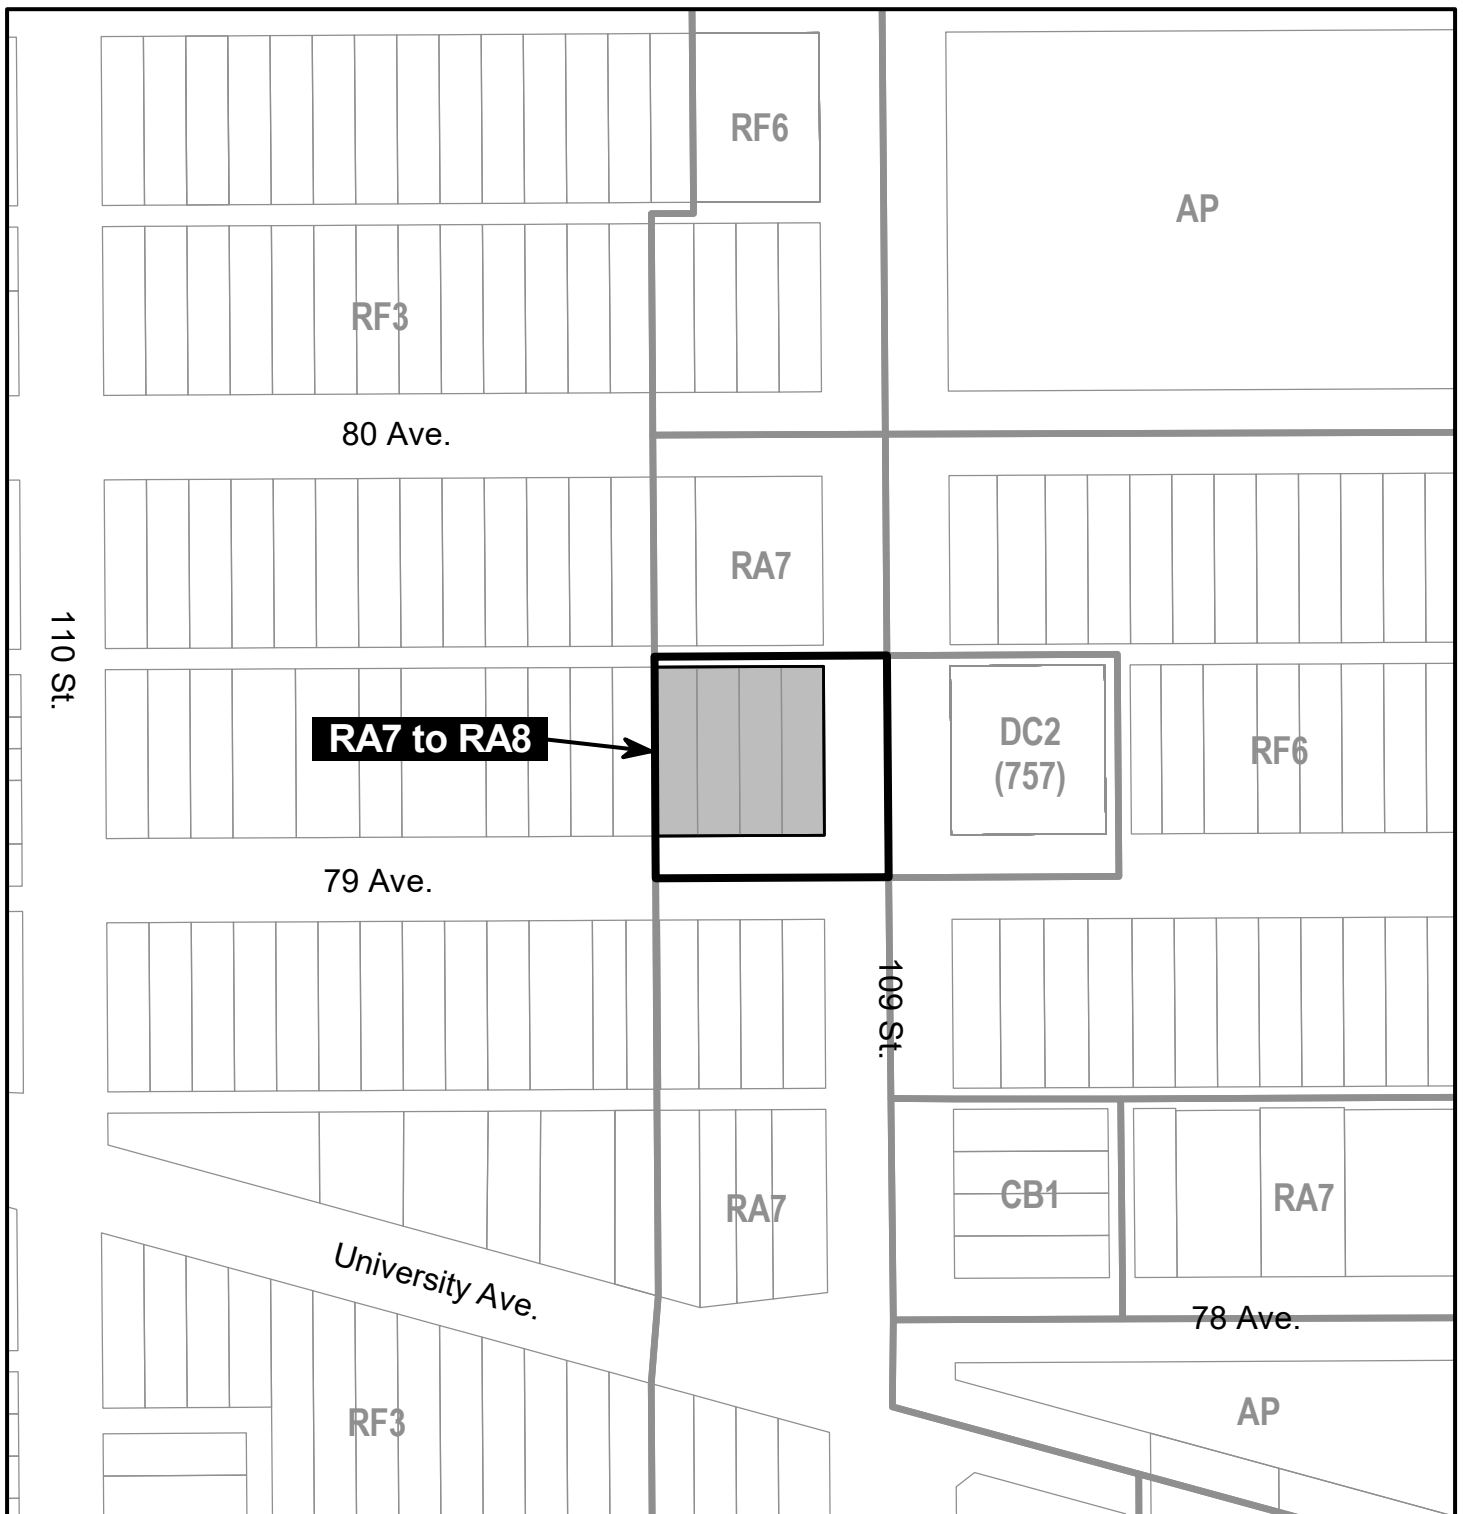 RF6
AP
RF3
80 Ave.
RA7
110 St.
RA7 to RA8
DC2
(757)
RF6
79 Ave.
109 St.
CB1
RA7
RA7
University Ave.
78 Ave.
RF3
AP